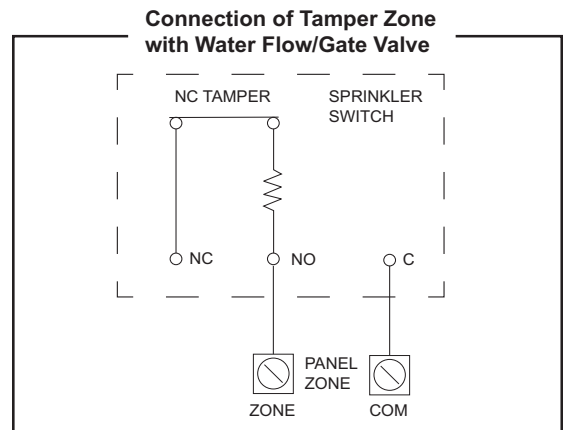 Connection of Tamper Zone
with Water Flow/Gate Valve
NC TAMPER
SPRINKLER
SWITCH
NC
NO
C
PANEL
ZONE
ZONE
COM